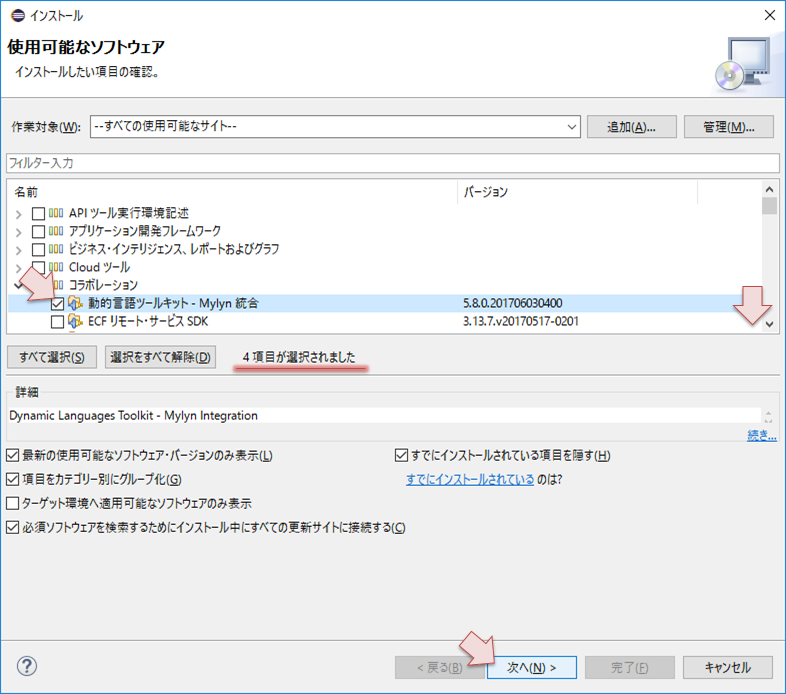 インストール
使用可能なソフトウェア
インストールしたい項目の確認。
作業対象(W): --すべての使用可能なサイト-- 追加(A)... 管理(M)...
フィルター入力
名前 バージョン
API ツール実行環境記述
アプリケーション開発フレームワーク
ビジネス・インテリジェンス、レポートおよびグラフ
Cloud ツール
コラボレーション
動的言語ツールキット - Mylyn 統合 5.8.0.201706030400
ECF リモート・サービス SDK 3.13.7.v20170517-0201
すべて選択(S) 選択をすべて解除(D) 4 項目が選択されました
詳細
Dynamic Languages Toolkit - Mylyn Integration
続き...
最新の使用可能なソフトウェア・バージョンのみ表示(L) すでにインストールされている項目を隠す(H)
項目をカテゴリー別にグループ化(G) すでにインストールされている のは?
ターゲット環境へ適用可能なソフトウェアのみ表示
必須ソフトウェアを検索するためにインストール中にすべての更新サイトに接続する(C)
? < 戻る(B) 次へ(N) > 完了(F) キャンセル